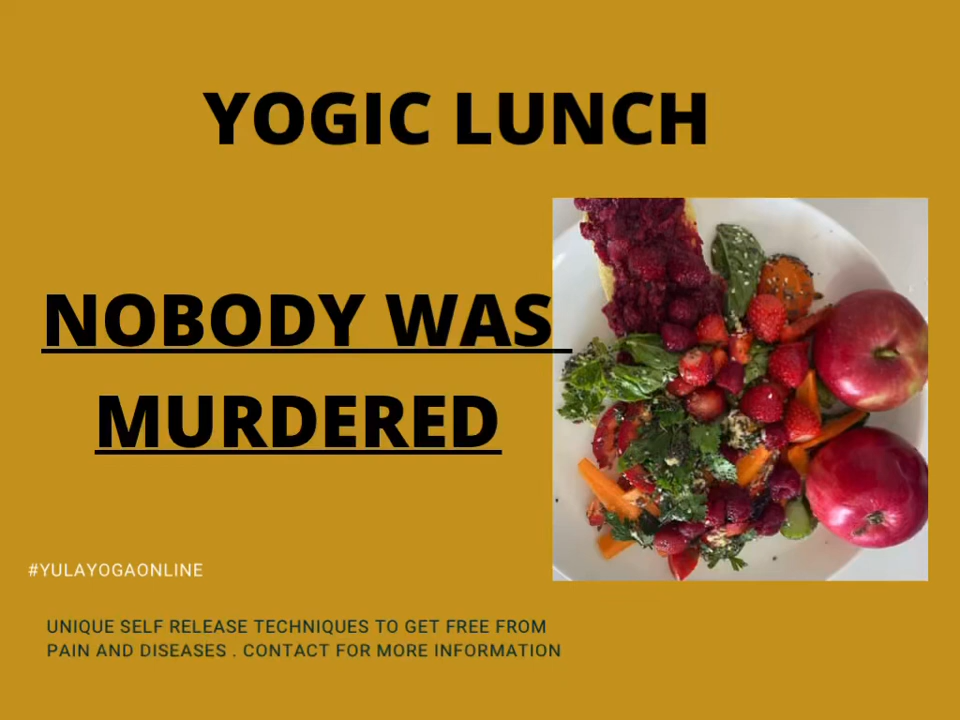 YOGIC LUNCH
NOBODY WAS
MURDERED
#YULAYOGAONLINE
UNIQUE SELF RELEASE TECHNIQUES TO GET FREE FROM
PAIN AND DISEASES . CONTACT FOR MORE INFORMATION